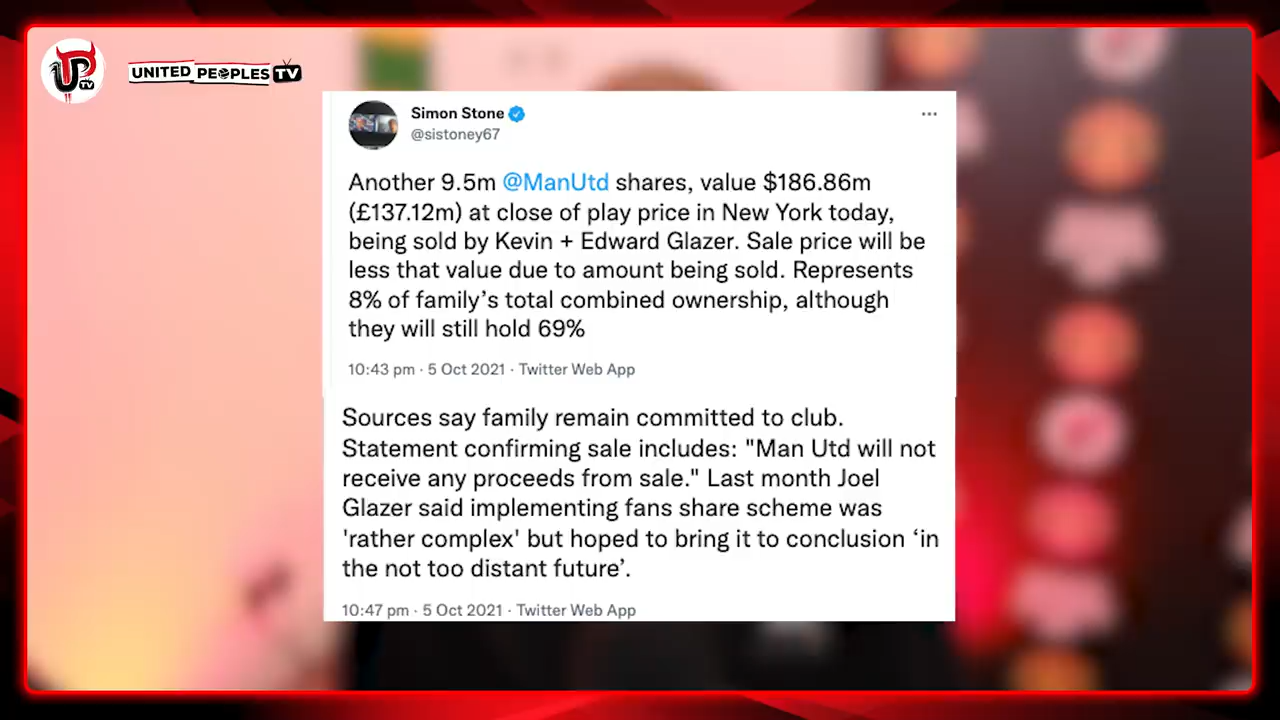 UP
TV
UNITED PEOPLES TV
Simon Stone
@sistoney67
Another 9.5m @ManUtd shares, value $186.86m
(£137.12m) at close of play price in New York today,
being sold by Kevin + Edward Glazer. Sale price will be
less that value due to amount being sold. Represents
8% of family’s total combined ownership, although
they will still hold 69%
10:43 pm · 5 Oct 2021 · Twitter Web App
Sources say family remain committed to club.
Statement confirming sale includes: "Man Utd will not
receive any proceeds from sale." Last month Joel
Glazer said implementing fans share scheme was
'rather complex' but hoped to bring it to conclusion ‘in
the not too distant future’.
10:47 pm · 5 Oct 2021 · Twitter Web App